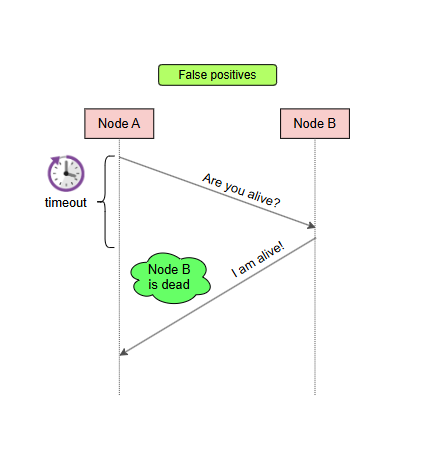 False positives
Node A
Node B
Are you alive?
timeout
I am alive!
Node B
is dead